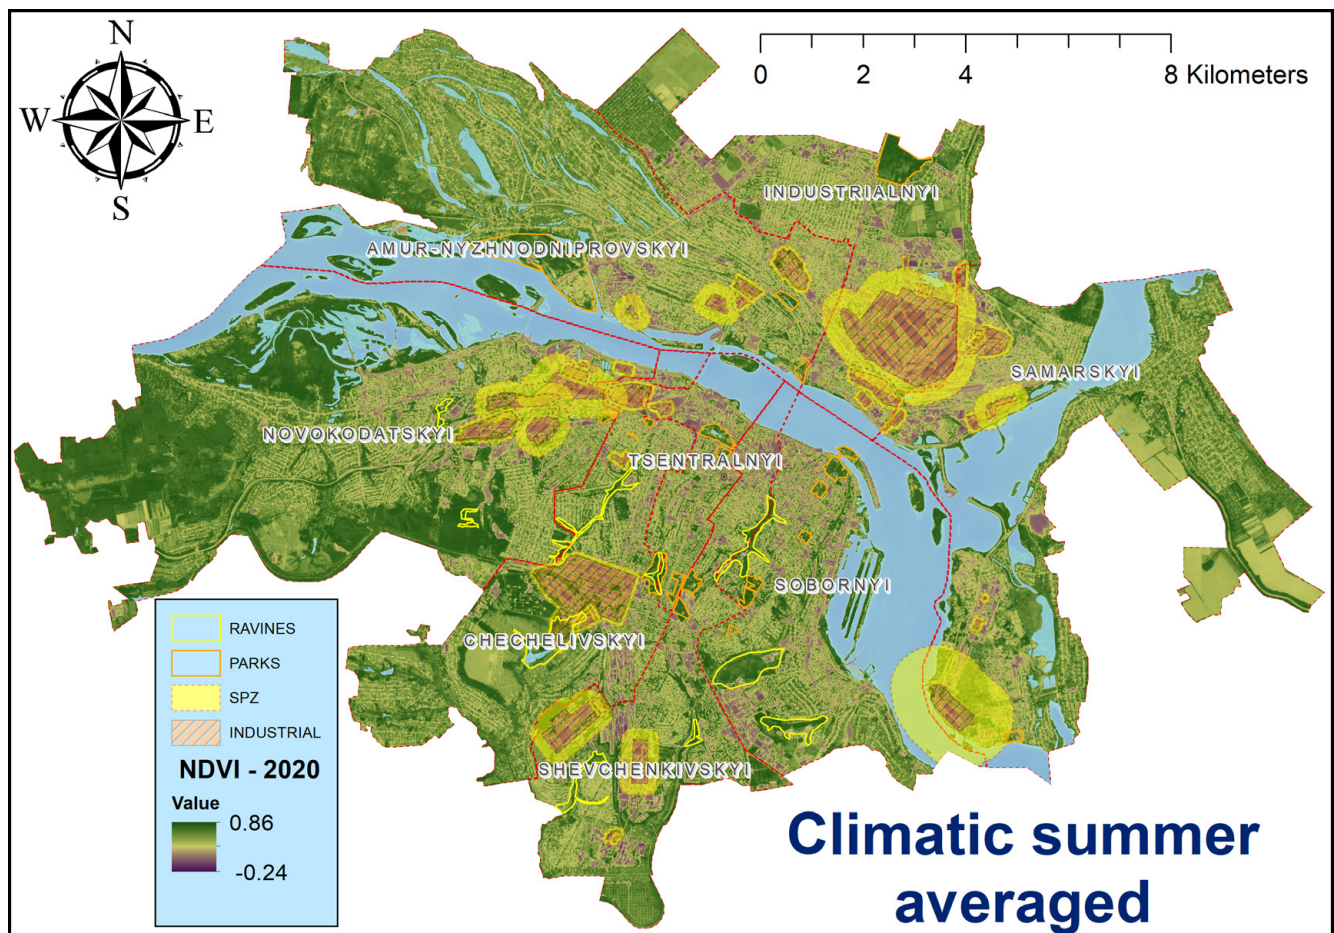 N
W E
S
0 2 4 8 Kilometers
INDUSTRIALNYI
AMUR-NYZHNODNIPROVSKYI
SAMARSKYI
NOVOKODATSKYI
TSENTRALNYI
SOBORNYI
CHECHELIVSKYI
SHEVCHENKIVSKYI
RAVINES
PARKS
SPZ
INDUSTRIAL
NDVI - 2020
Value
0.86
-0.24
Climatic summer
averaged